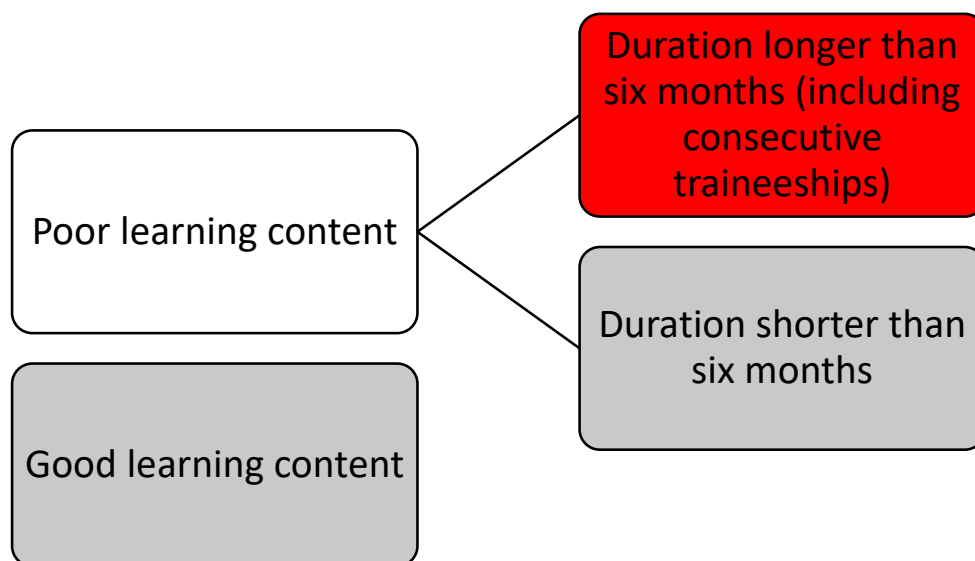 Poor learning content
Good learning content
Duration longer than
six months (including
consecutive
traineeships)
Duration shorter than
six months